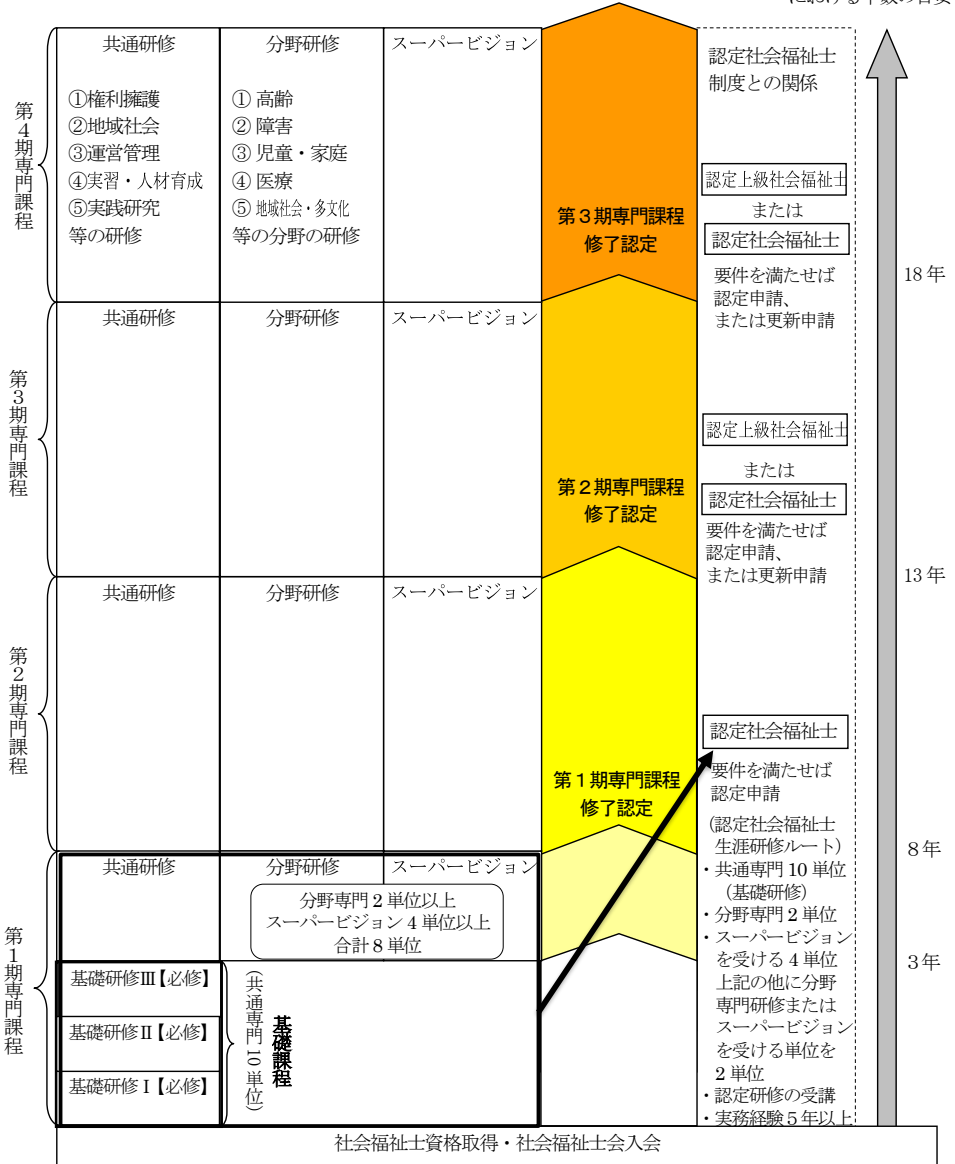 における年数の目安
共通研修
分野研修
スーパービジョン
認定社会福祉士
制度との関係
第4期専門課程
①権利擁護
②地域社会
③運営管理
④実習・人材育成
⑤実践研究
等の研修
① 高齢
② 障害
③ 児童・家庭
④ 医療
⑤ 地域社会・多文化
等の分野の研修
第3期専門課程
修了認定
認定上級社会福祉士
または
認定社会福祉士
要件を満たせば
認定申請、
または更新申請
18年
共通研修
分野研修
スーパービジョン
第3期専門課程
第2期専門課程
修了認定
認定上級社会福祉士
または
認定社会福祉士
要件を満たせば
認定申請、
または更新申請
13年
共通研修
分野研修
スーパービジョン
第2期専門課程
第1期専門課程
修了認定
認定社会福祉士
要件を満たせば
認定申請
(認定社会福祉士
生涯研修ルート)
・共通専門10単位
(基礎研修)
・分野専門2単位
・スーパービジョン
を受ける4単位
上記の他に分野
専門研修または
スーパービジョン
を受ける単位を
2単位
・認定研修の受講
・実務経験5年以上
8年
3年
共通研修
分野研修
スーパービジョン
分野専門2単位以上
スーパービジョン4単位以上
合計8単位
第1期専門課程
基礎研修Ⅲ【必修】
基礎研修Ⅱ【必修】
基礎研修Ⅰ【必修】
基礎課程
(共通専門10単位)
社会福祉士資格取得・社会福祉士会入会